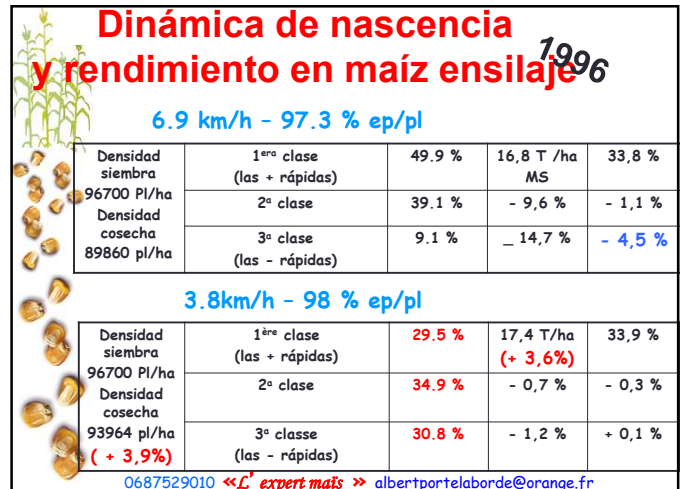 Dinámica de nascencia
y rendimiento en maíz ensilaje
1996
6.9 km/h – 97.3 % ep/pl
Densidad siembra 96700 Pl/ha Densidad cosecha 89860 pl/ha
1era clase (las + rápidas) 49.9 % 16,8 T /ha MS 33,8 %
2a clase 39.1 % - 9,6 % - 1,1 %
3a clase (las - rápidas) 9.1 % _ 14,7 % - 4,5 %
3.8km/h – 98 % ep/pl
Densidad siembra 96700 Pl/ha Densidad cosecha 93964 pl/ha ( + 3,9%)
1ère clase (las + rápidas) 29.5 % 17,4 T/ha (+ 3,6%) 33,9 %
2a clase 34.9 % - 0,7 % - 0,3 %
3a classe (las - rápidas) 30.8 % - 1,2 % + 0,1 %
0687529010 «L' expert maïs » albertportelaborde@orange.fr